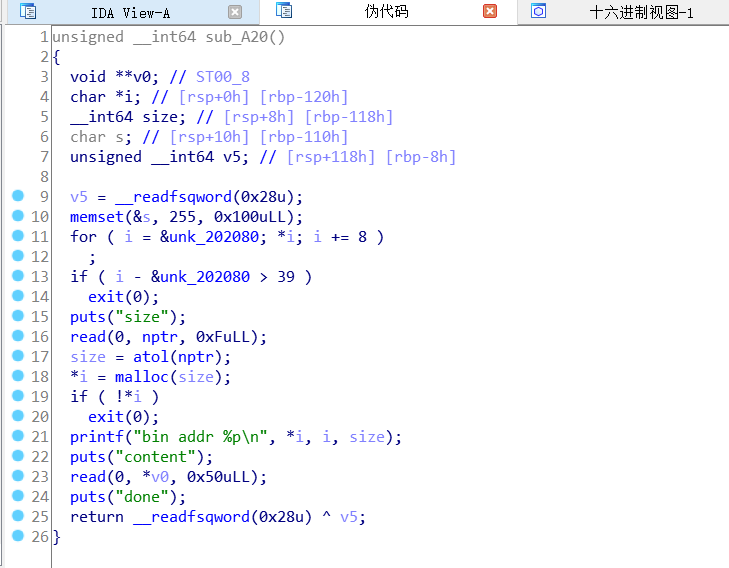 IDA View-A 伪代码 十六进制视图-1
1 unsigned __int64 sub_A20()
2 {
3 void **v0; // ST00_8
4 char *i; // [rsp+0h] [rbp-120h]
5 __int64 size; // [rsp+8h] [rbp-118h]
6 char s; // [rsp+10h] [rbp-110h]
7 unsigned __int64 v5; // [rsp+118h] [rbp-8h]
8
9 v5 = __readfsqword(0x28u);
10 memset(&s, 255, 0x100uLL);
11 for ( i = &unk_202080; *i; i += 8 )
12 ;
13 if ( i - &unk_202080 > 39 )
14 exit(0);
15 puts("size");
16 read(0, nptr, 0xFuLL);
17 size = atol(nptr);
18 *i = malloc(size);
19 if ( !*i )
20 exit(0);
21 printf("bin addr %p\n", *i, i, size);
22 puts("content");
23 read(0, *v0, 0x50uLL);
24 puts("done");
25 return __readfsqword(0x28u) ^ v5;
26 }